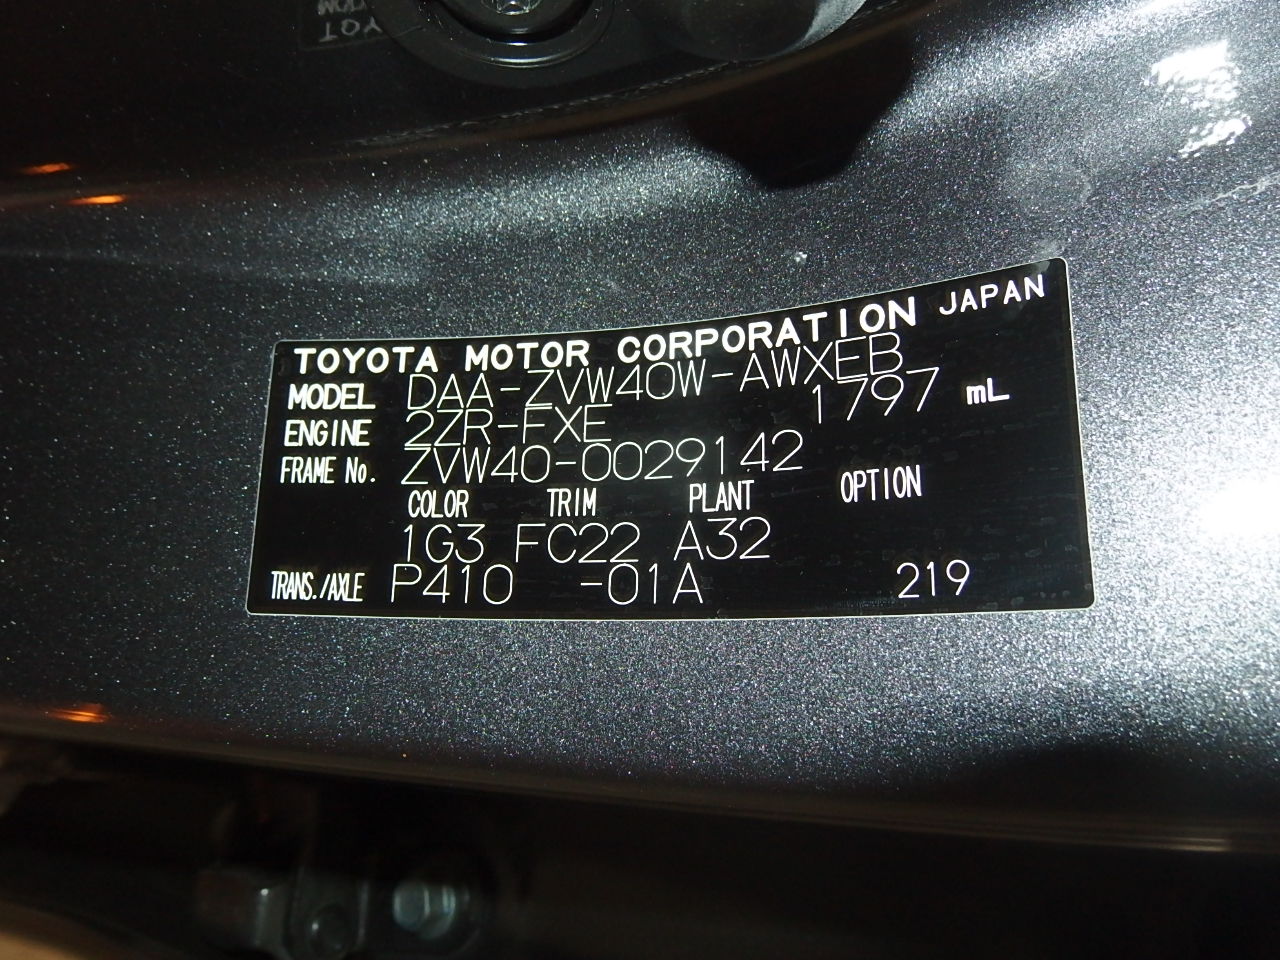 TOYOTA MOTOR CORPORATION JAPAN
MODEL DAA-ZVW40W-AWXEB
ENGINE 2ZR-FXE 1797 mL
FRAME No. ZVW40-0029142
COLOR TRIM PLANT OPTION
1G3 FC22 A32
TRANS./AXLE P410 -01A 219